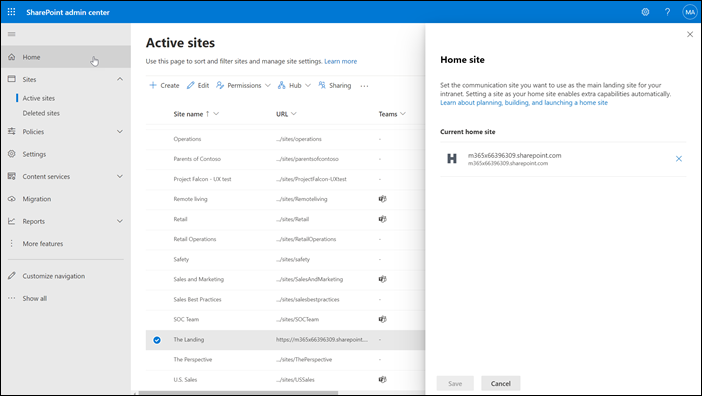 SharePoint admin center
?
MA
Home
Sites
Active sites
Deleted sites
Policies
Settings
Content services
Migration
Reports
More features
Customize navigation
Show all
Active sites
Use this page to sort and filter sites and manage site settings. Learn more
Create Edit Permissions Hub Sharing ...
Site name ↑ URL Teams
Operations .../sites/operations -
Parents of Contoso .../sites/parentsofcontoso -
Project Falcon - UX test .../sites/ProjectFalcon-UXtest -
Remote living .../sites/Remoteliving
Retail .../sites/Retail
Retail Operations .../sites/RetailOperations -
Safety .../sites/safety -
Sales and Marketing .../sites/SalesAndMarketing
Sales Best Practices .../sites/salesbestpractices -
SOC Team .../sites/SOCTeam
The Landing https://m365x66396309.sharepoint.... -
The Perspective .../sites/ThePerspective -
U.S. Sales .../sites/USSales
Home site
Set the communication site you want to use as the main landing site for your
intranet. Setting a site as your home site enables extra capabilities automatically.
Learn about planning, building, and launching a home site
Current home site
H
m365x66396309.sharepoint.com
m365x66396309.sharepoint.com
Save Cancel